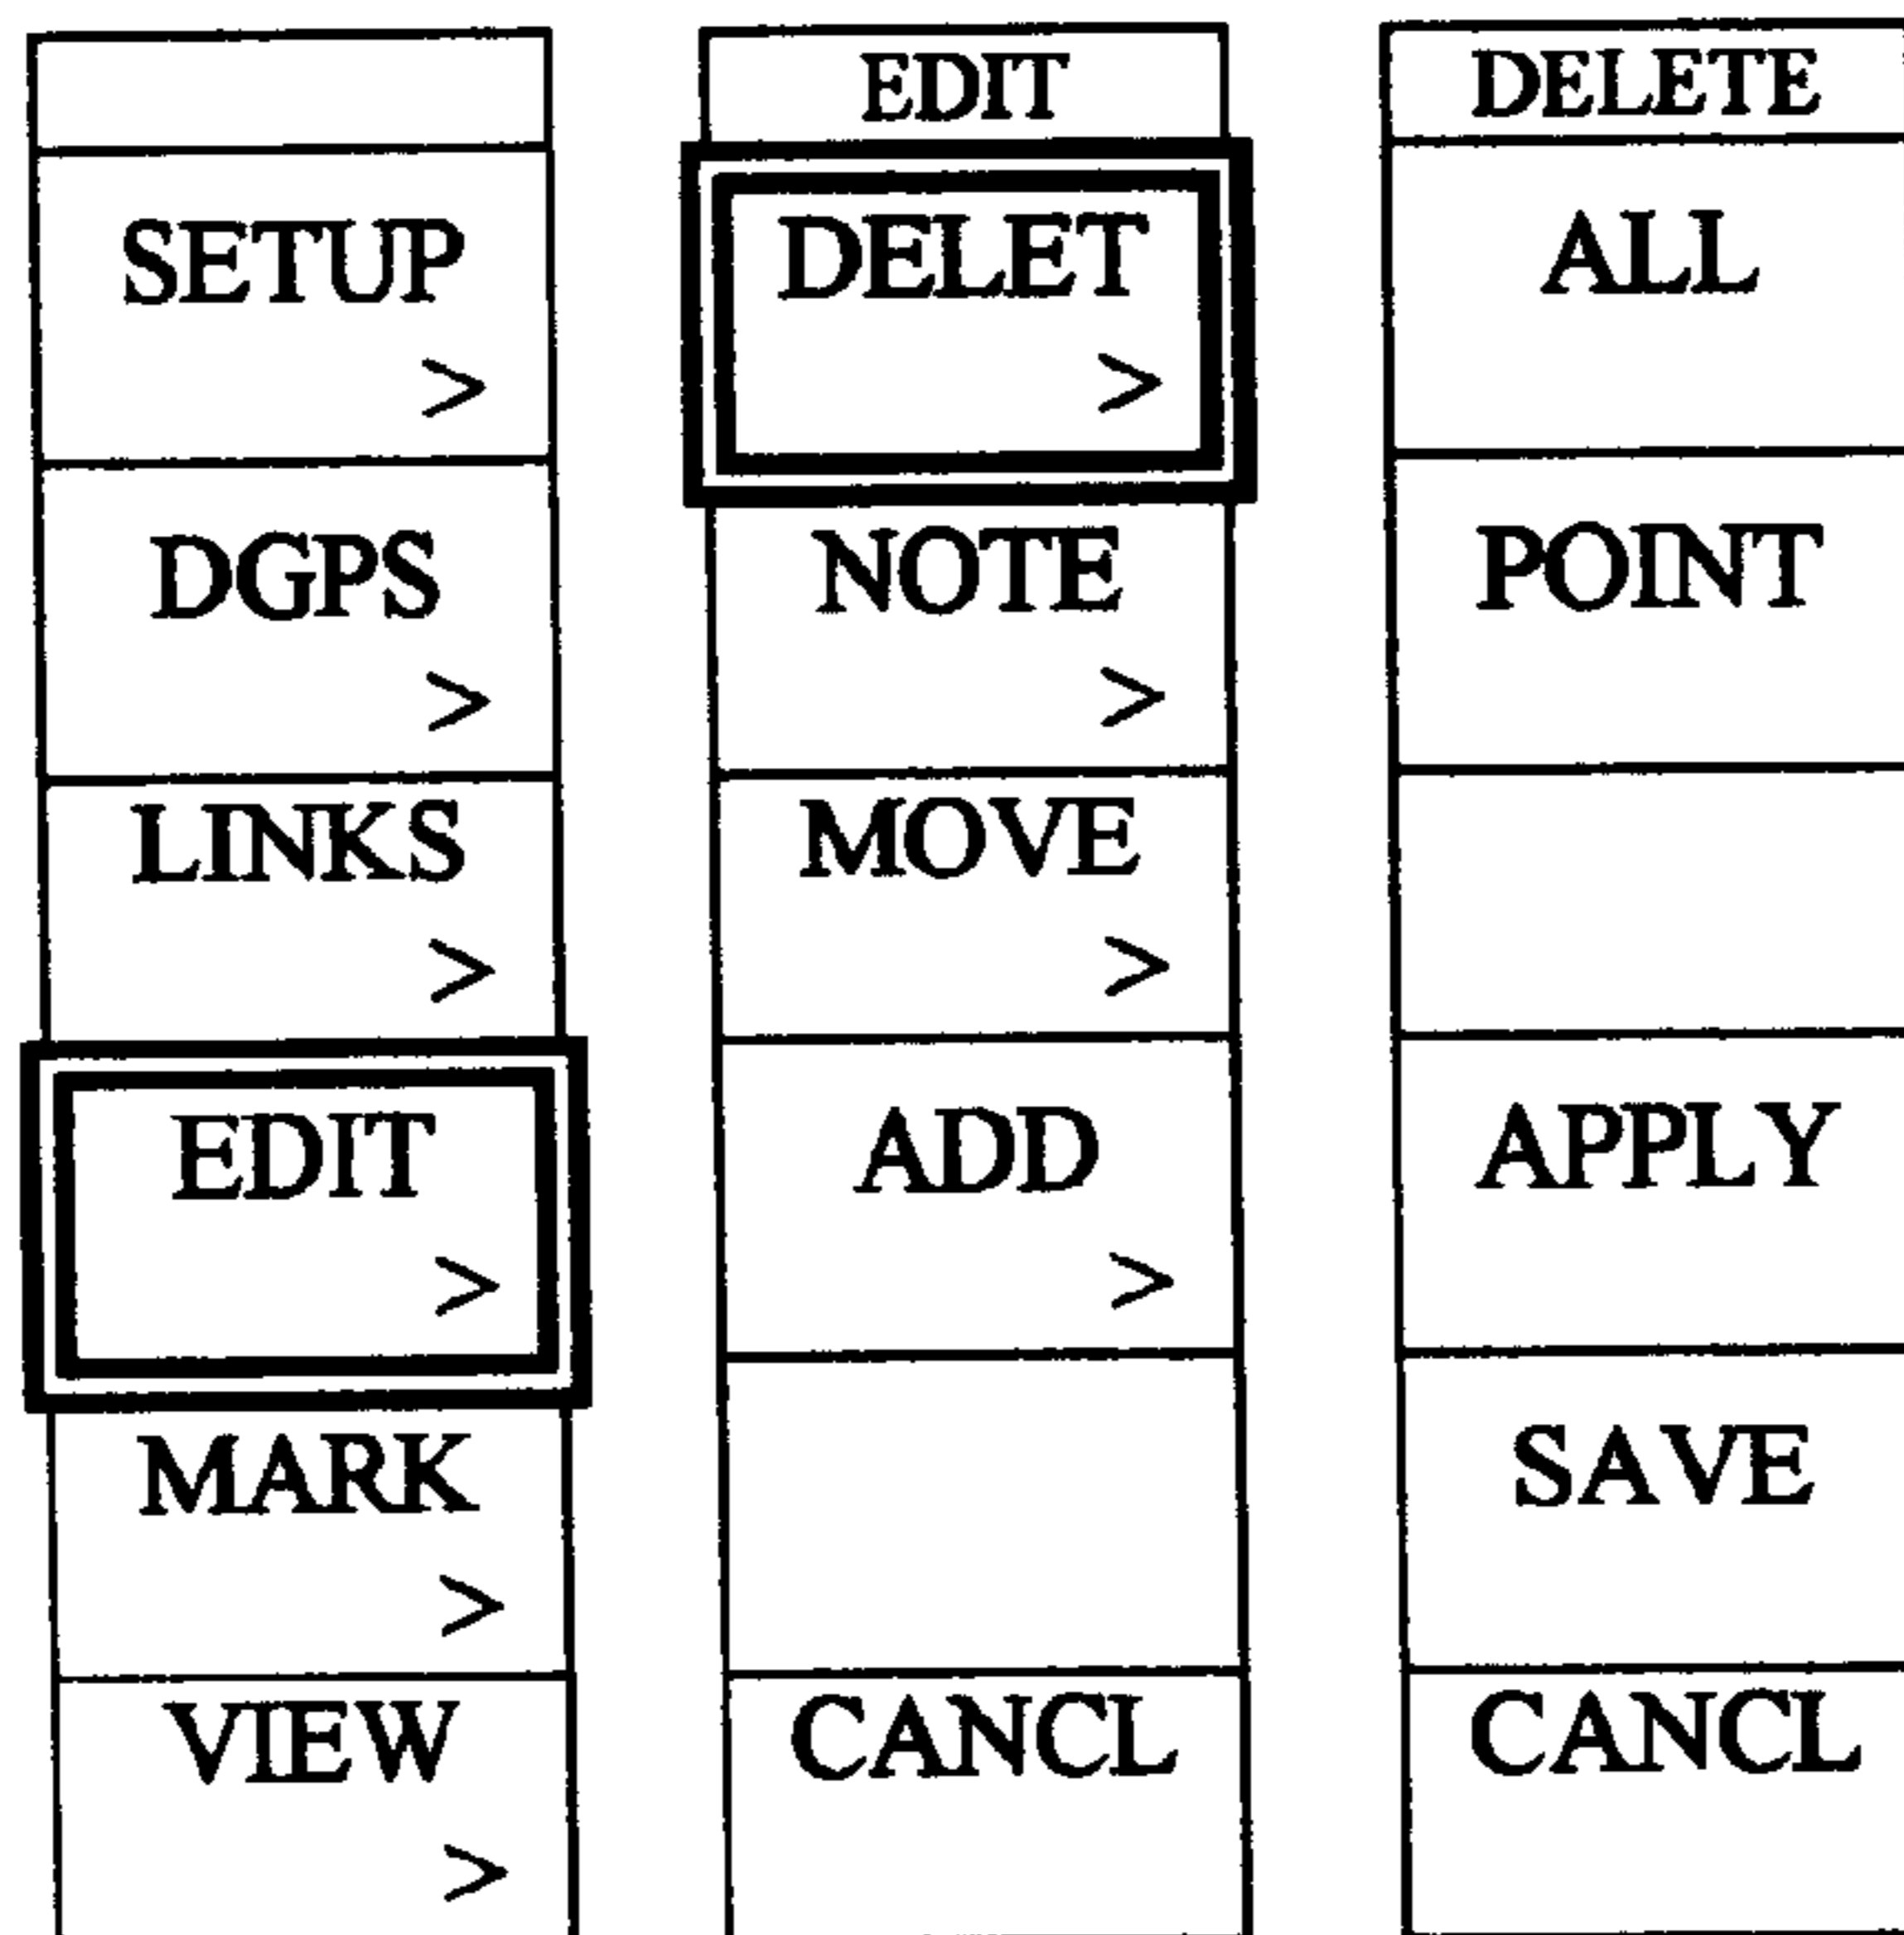 SETUP
>
DGPS
>
LINKS
>
EDIT
>
MARK
>
VIEW
>
EDIT
DELET
>
NOTE
>
MOVE
>
ADD
>
CANCL
DELETE
ALL
POINT
APPLY
SAVE
CANCL